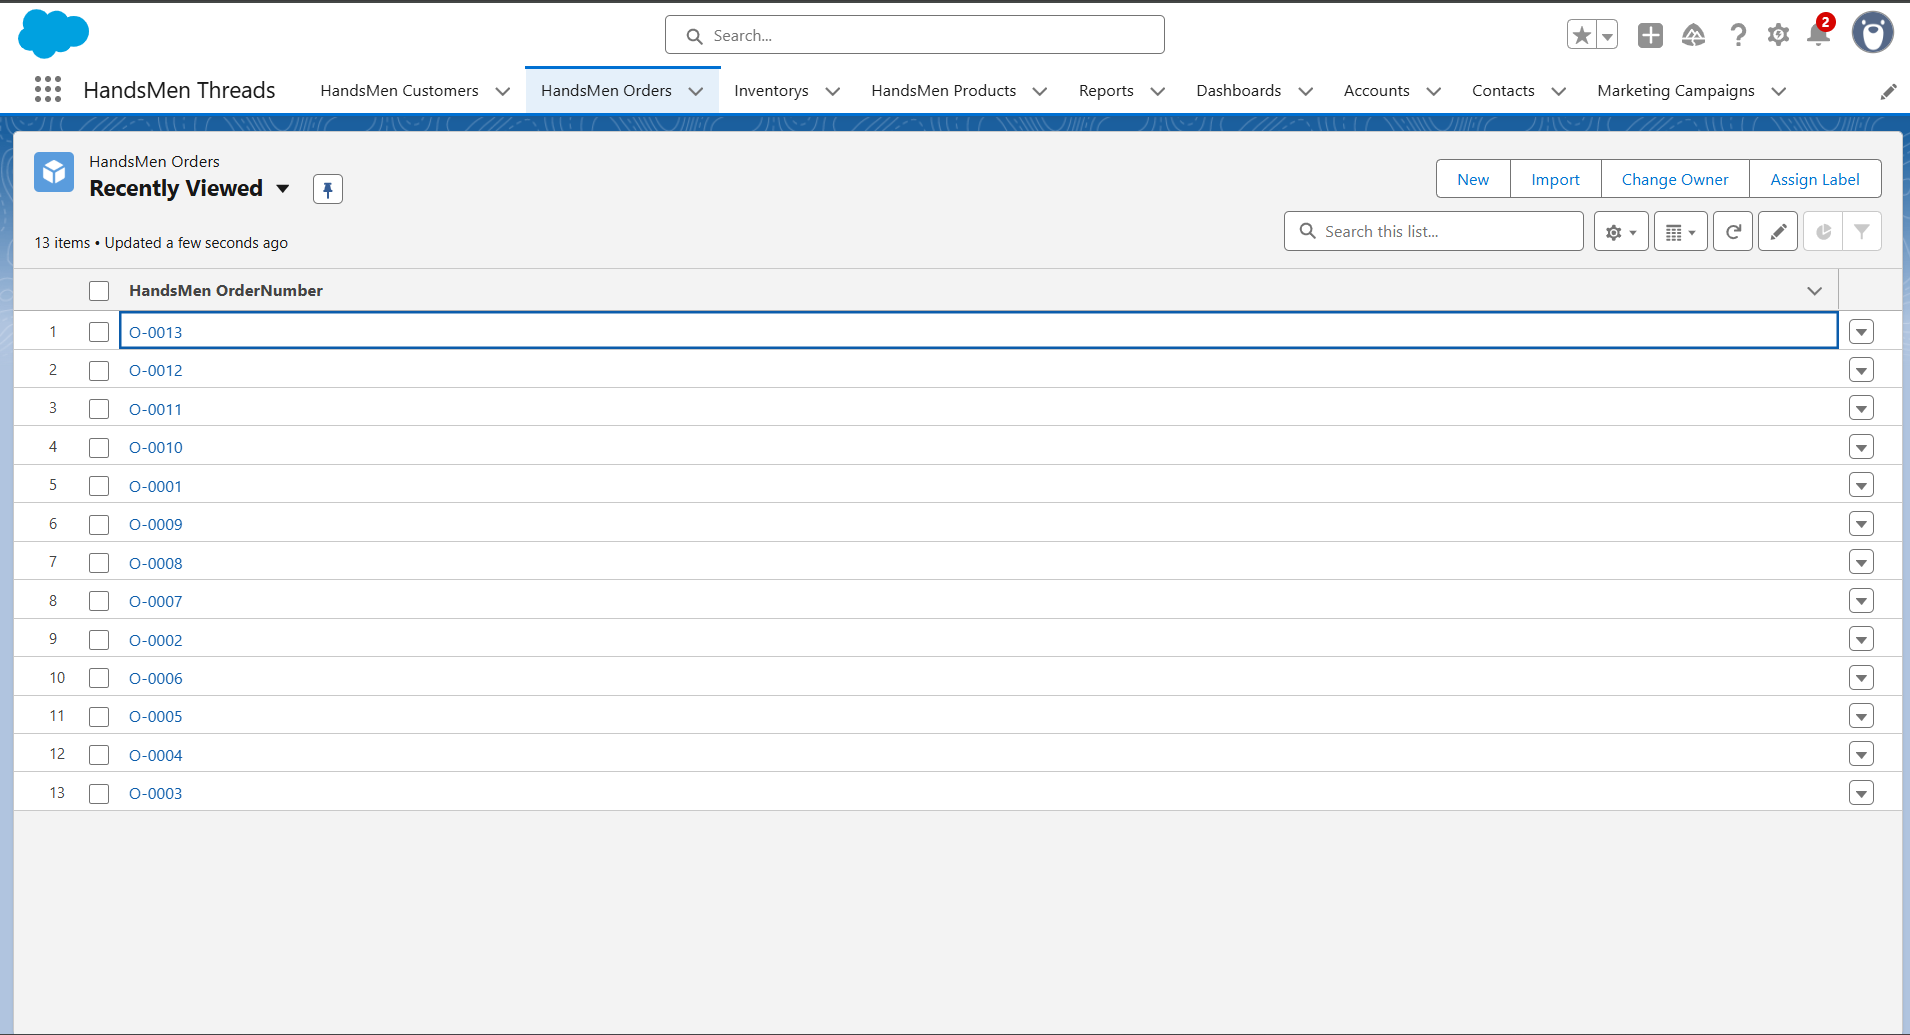 Search...
2
HandsMen Threads
HandsMen Customers
HandsMen Orders
Inventorys
HandsMen Products
Reports
Dashboards
Accounts
Contacts
Marketing Campaigns
HandsMen Orders
Recently Viewed
New
Import
Change Owner
Assign Label
13 items • Updated a few seconds ago
Search this list...
HandsMen OrderNumber
1 O-0013
2 O-0012
3 O-0011
4 O-0010
5 O-0001
6 O-0009
7 O-0008
8 O-0007
9 O-0002
10 O-0006
11 O-0005
12 O-0004
13 O-0003